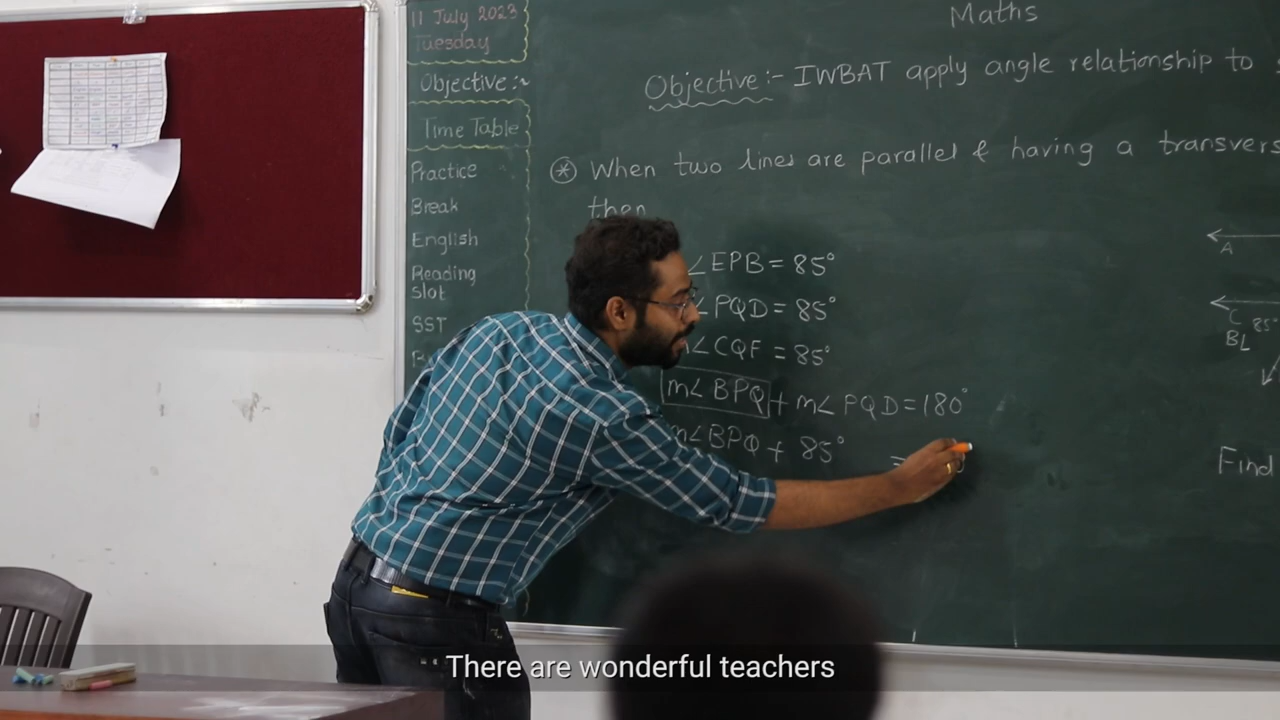 11 July 2023
Tuesday
Objective :~
Time Table
Practice
Break
English
Reading
Slot
SST
Maths
Objective :- IWBAT apply angle relationship to
⊛ When two lines are parallel & having a transvers
then
∠EPB = 85°
∠PQD = 85°
∠CQF = 85°
m∠BPQ + m∠PQD = 180°
m∠BPQ + 85° =
A
C 85°
BL
Find
There are wonderful teachers